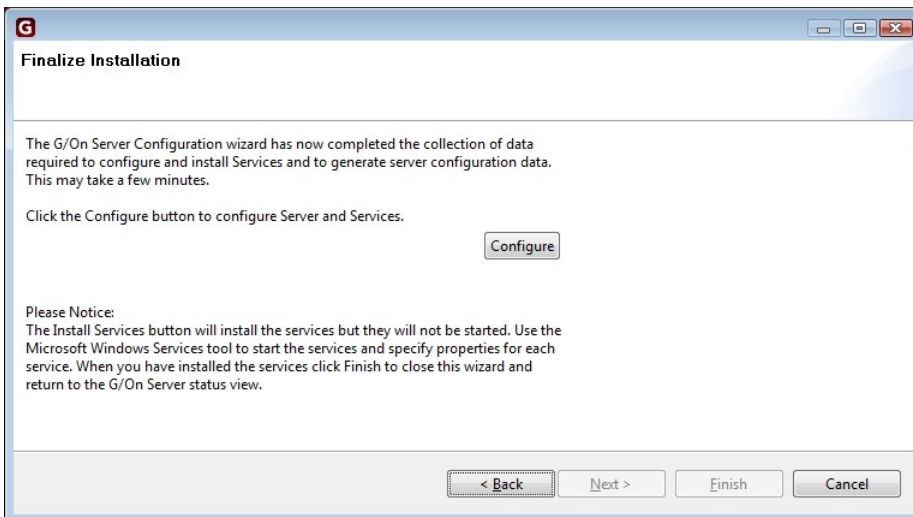 G
Finalize Installation
The G/On Server Configuration wizard has now completed the collection of data
required to configure and install Services and to generate server configuration data.
This may take a few minutes.
Click the Configure button to configure Server and Services.
Configure
Please Notice:
The Install Services button will install the services but they will not be started. Use the
Microsoft Windows Services tool to start the services and specify properties for each
service. When you have installed the services click Finish to close this wizard and
return to the G/On Server status view.
< Back Next > Finish Cancel